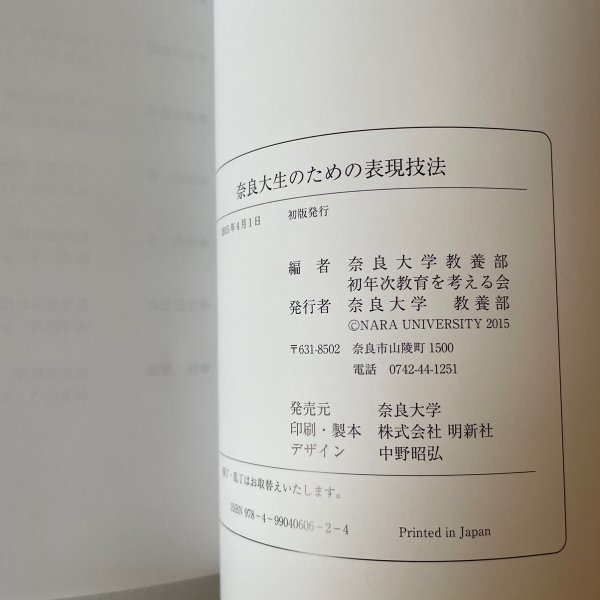 奈良大生のための表現技法
2015年4月1日 初版発行
編 者 奈良大学教養部
初年次教育を考える会
発行者 奈良大学 教養部
©NARA UNIVERSITY 2015
〒631-8502 奈良市山陵町 1500
電話 0742-44-1251
発売元 奈良大学
印刷・製本 株式会社 明新社
デザイン 中野昭弘
丁・乱丁はお取替えいたします。
ISBN 978-4-99040606-2-4
Printed in Japan